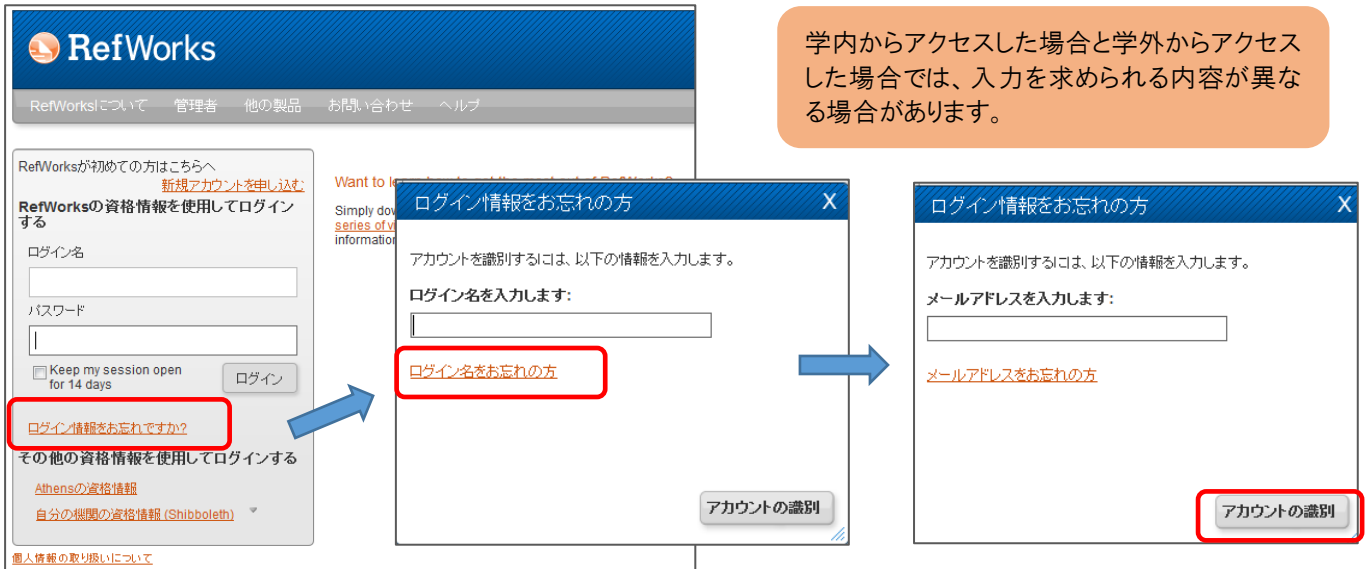 RefWorks
RefWorksについて 管理者 他の製品 お問い合わせ ヘルプ
学内からアクセスした場合と学外からアクセス
した場合では、入力を求められる内容が異な
る場合があります。
RefWorksが初めての方はこちらへ
新規アカウントを申し込む
RefWorksの資格情報を使用してログイン
する
ログイン名
パスワード
Keep my session open
for 14 days
ログイン
ログイン情報をお忘れですか?
その他の資格情報を使用してログインする
Athensの資格情報
自分の機関の資格情報 (Shibboleth)
個人情報の取り扱いについて
Want to
Simply dow
series of v
information
ログイン情報をお忘れの方 X
アカウントを識別するには、以下の情報を入力します。
ログイン名を入力します:
ログイン名をお忘れの方
アカウントの識別
ログイン情報をお忘れの方 X
アカウントを識別するには、以下の情報を入力します。
メールアドレスを入力します:
メールアドレスをお忘れの方
アカウントの識別